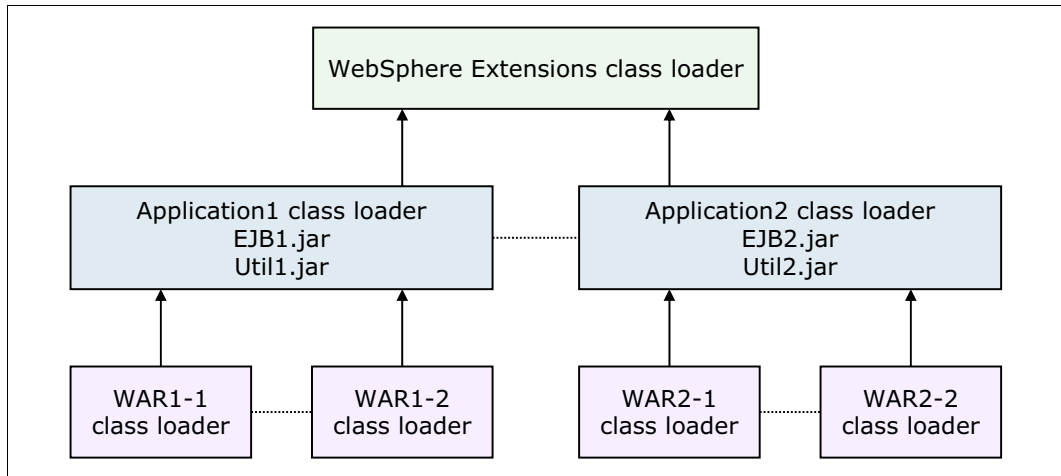 WebSphere Extensions class loader
Application1 class loader
EJB1.jar
Util1.jar
Application2 class loader
EJB2.jar
Util2.jar
WAR1-1
class loader
WAR1-2
class loader
WAR2-1
class loader
WAR2-2
class loader